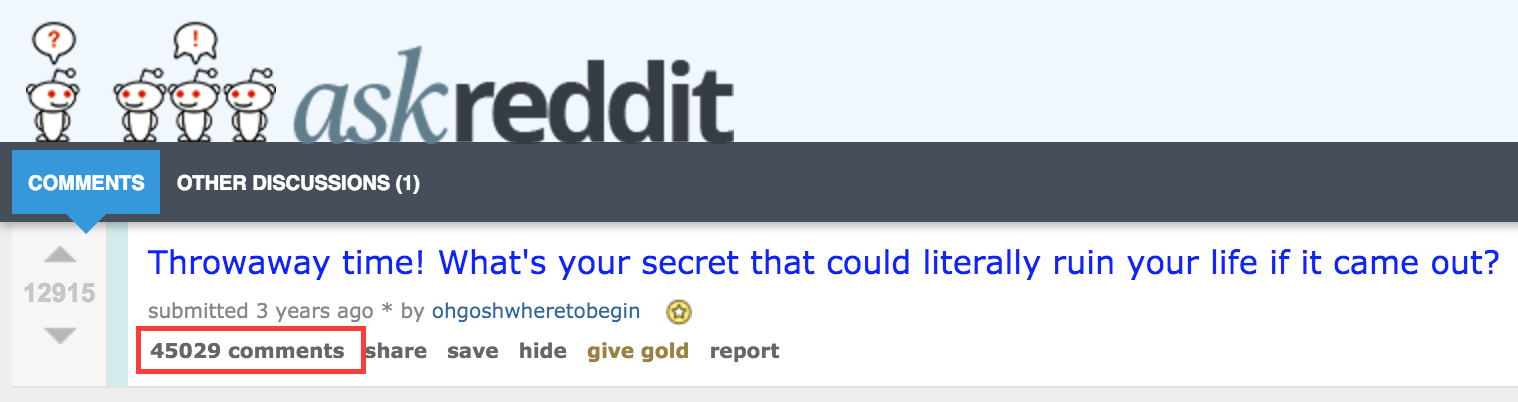 ? !
askreddit
COMMENTS OTHER DISCUSSIONS (1)
Throwaway time! What's your secret that could literally ruin your life if it came out?
12915
submitted 3 years ago * by ohgoshwheretobegin
45029 comments share save hide give gold report